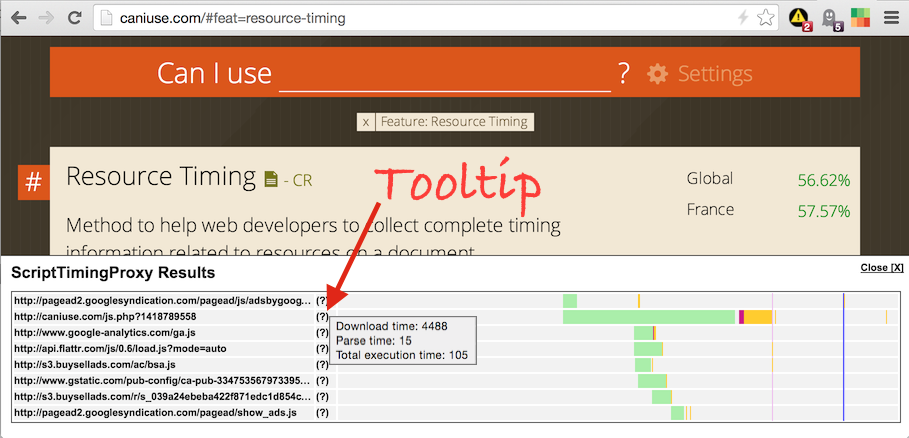 caniuse.com/#feat=resource-timing
2
5
Can I use ? Settings
x Feature: Resource Timing
# Resource Timing - CR
Tooltip
Global 56.62%
France 57.57%
Method to help web developers to collect complete timing
information related to resources on a document
ScriptTimingProxy Results
Close [X]
http://pagead2.googlesyndication.com/pagead/js/adsbygoog... (?)
http://caniuse.com/js.php?1418789558 (?)
http://www.google-analytics.com/ga.js (?)
http://api.flattr.com/js/0.6/load.js?mode=auto (?)
http://s3.buysellads.com/ac/bsa.js (?)
http://www.gstatic.com/pub-config/ca-pub-334753567973395... (?)
http://s3.buysellads.com/r/s_039a24ebeba422f871edc1d854c... (?)
http://pagead2.googlesyndication.com/pagead/show_ads.js (?)
Download time: 4488
Parse time: 15
Total execution time: 105